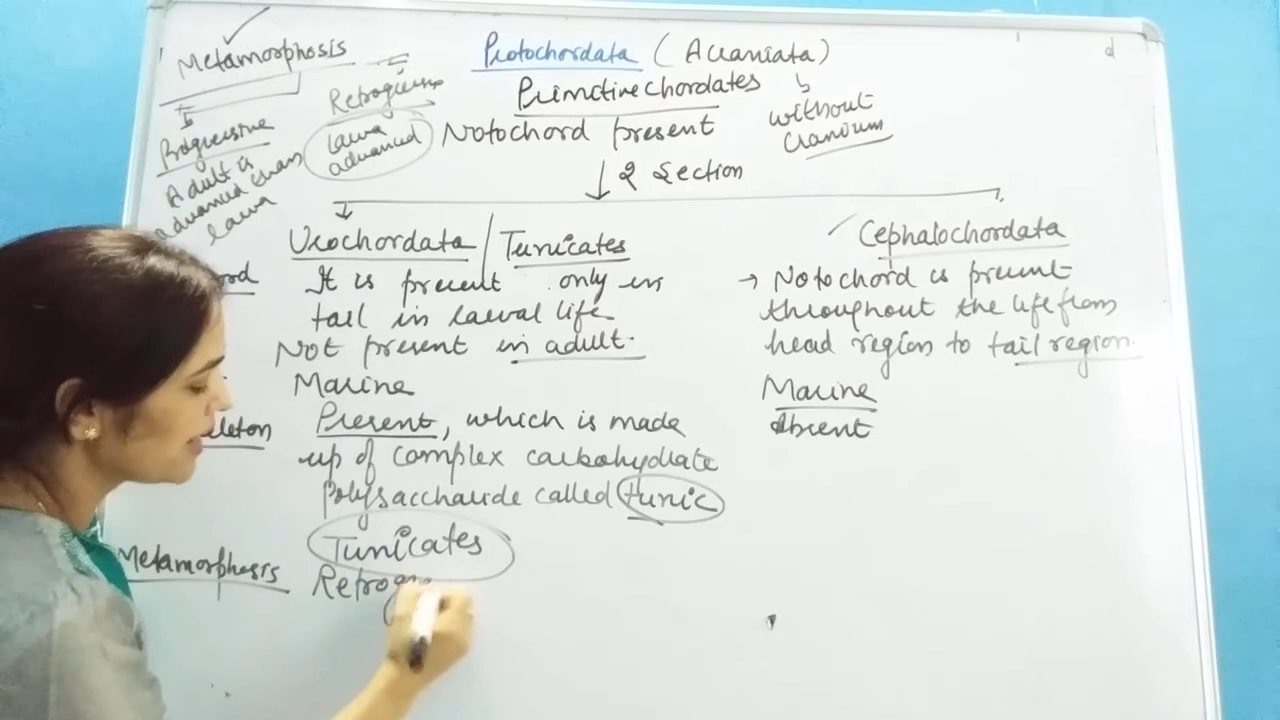 Metamorphosis
Retrogressive
larva
advanced
Progressive
Adult is
advanced than
larva
Protochordata (Acraniata)
Primitive chordates
without
Cranium
Notochord present
2 Section
Urochordata / Tunicates
Cephalochordata
It is present only in
tail in larval life
Not present in adult.
→ Notochord is present
throughout the life from
head region to tail region.
Marine
Marine
Present, which is made
up of complex carbohydrate
polysaccharide called tunic
Absent
Tunicates
Metamorphosis
Retrog